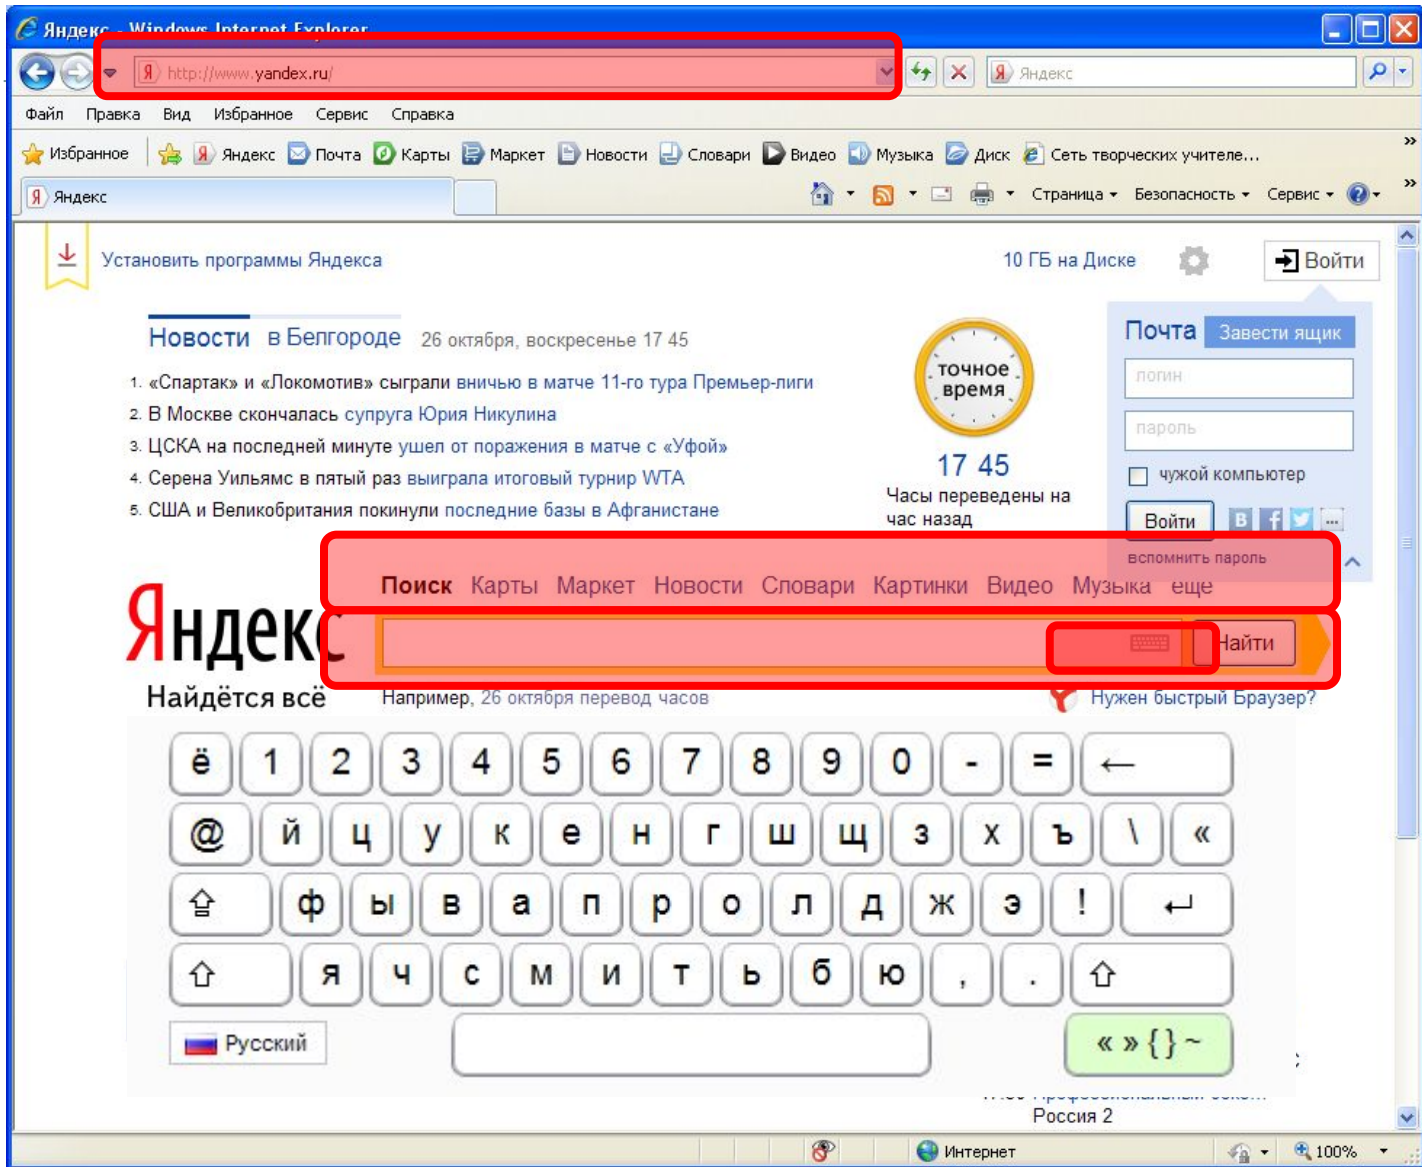 Яндекс - Windows Internet Explorer
http://www.yandex.ru/ Яндекс
Файл Правка Вид Избранное Сервис Справка
Избранное Яндекс Почта Карты Маркет Новости Словари Видео Музыка Диск Сеть творческих учителе... »
Яндекс Страница Безопасность Сервис »
Установить программы Яндекса 10 ГБ на Диске Войти
Новости в Белгороде 26 октября, воскресенье 17 45
1. «Спартак» и «Локомотив» сыграли вничью в матче 11-го тура Премьер-лиги
2. В Москве скончалась супруга Юрия Никулина
3. ЦСКА на последней минуте ушел от поражения в матче с «Уфой»
4. Серена Уильямс в пятый раз выиграла итоговый турнир WTA
5. США и Великобритания покинули последние базы в Афганистане
точное
время
17 45
Часы переведены на
час назад
Почта Завести ящик
логин
пароль
чужой компьютер
Войти
вспомнить пароль
Поиск Карты Маркет Новости Словари Картинки Видео Музыка еще
Яндекс Найти
Найдётся всё Например, 26 октября перевод часов Нужен быстрый Браузер?
ё 1 2 3 4 5 6 7 8 9 0 - = ←
@ й ц у к е н г ш щ з х ъ \ «
ф ы в а п р о л д ж э ! ↵
⇧ я ч с м и т ь б ю , . ⇧
Русский « » { } ~
Россия 2
Интернет 100%